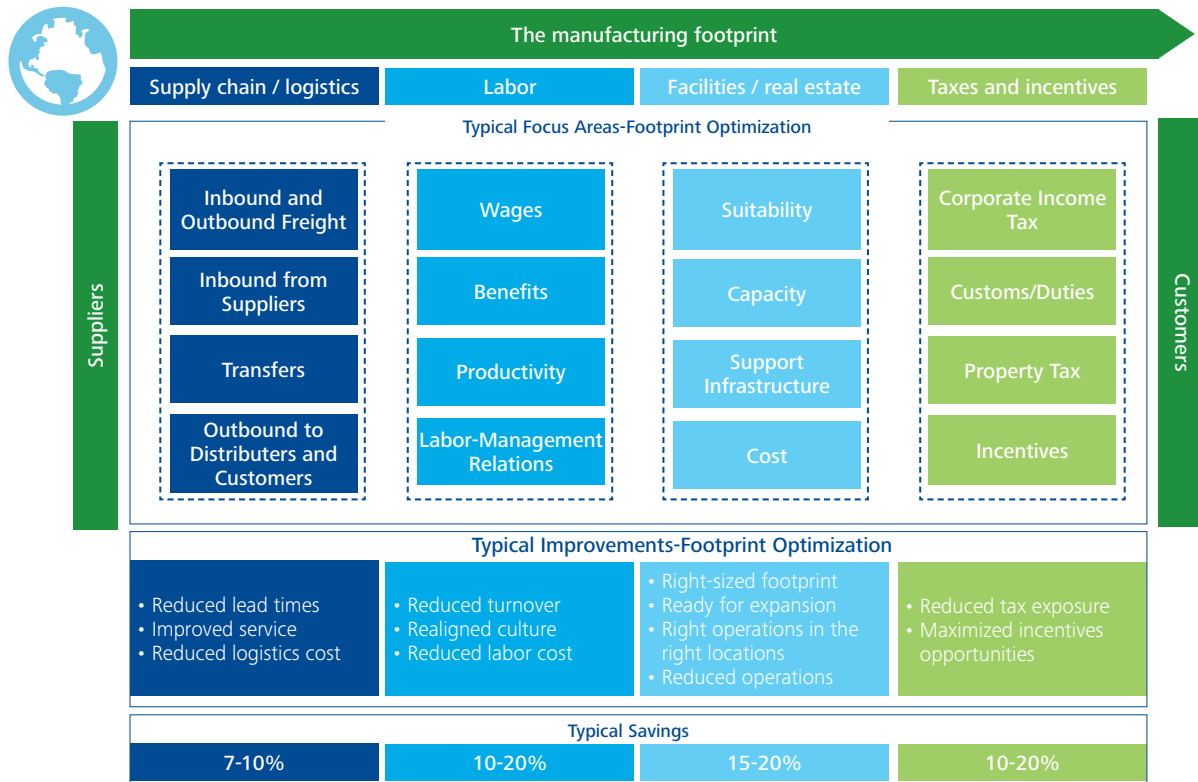 The manufacturing footprint
Supply chain / logistics
Labor
Facilities / real estate
Taxes and incentives
Suppliers
Customers
Typical Focus Areas-Footprint Optimization
Inbound and
Outbound Freight
Inbound from
Suppliers
Transfers
Outbound to
Distributers and
Customers
Wages
Benefits
Productivity
Labor-Management
Relations
Suitability
Capacity
Support
Infrastructure
Cost
Corporate Income
Tax
Customs/Duties
Property Tax
Incentives
Typical Improvements-Footprint Optimization
• Reduced lead times
• Improved service
• Reduced logistics cost
• Reduced turnover
• Realigned culture
• Reduced labor cost
• Right-sized footprint
• Ready for expansion
• Right operations in the
right locations
• Reduced operations
• Reduced tax exposure
• Maximized incentives
opportunities
Typical Savings
7-10%
10-20%
15-20%
10-20%